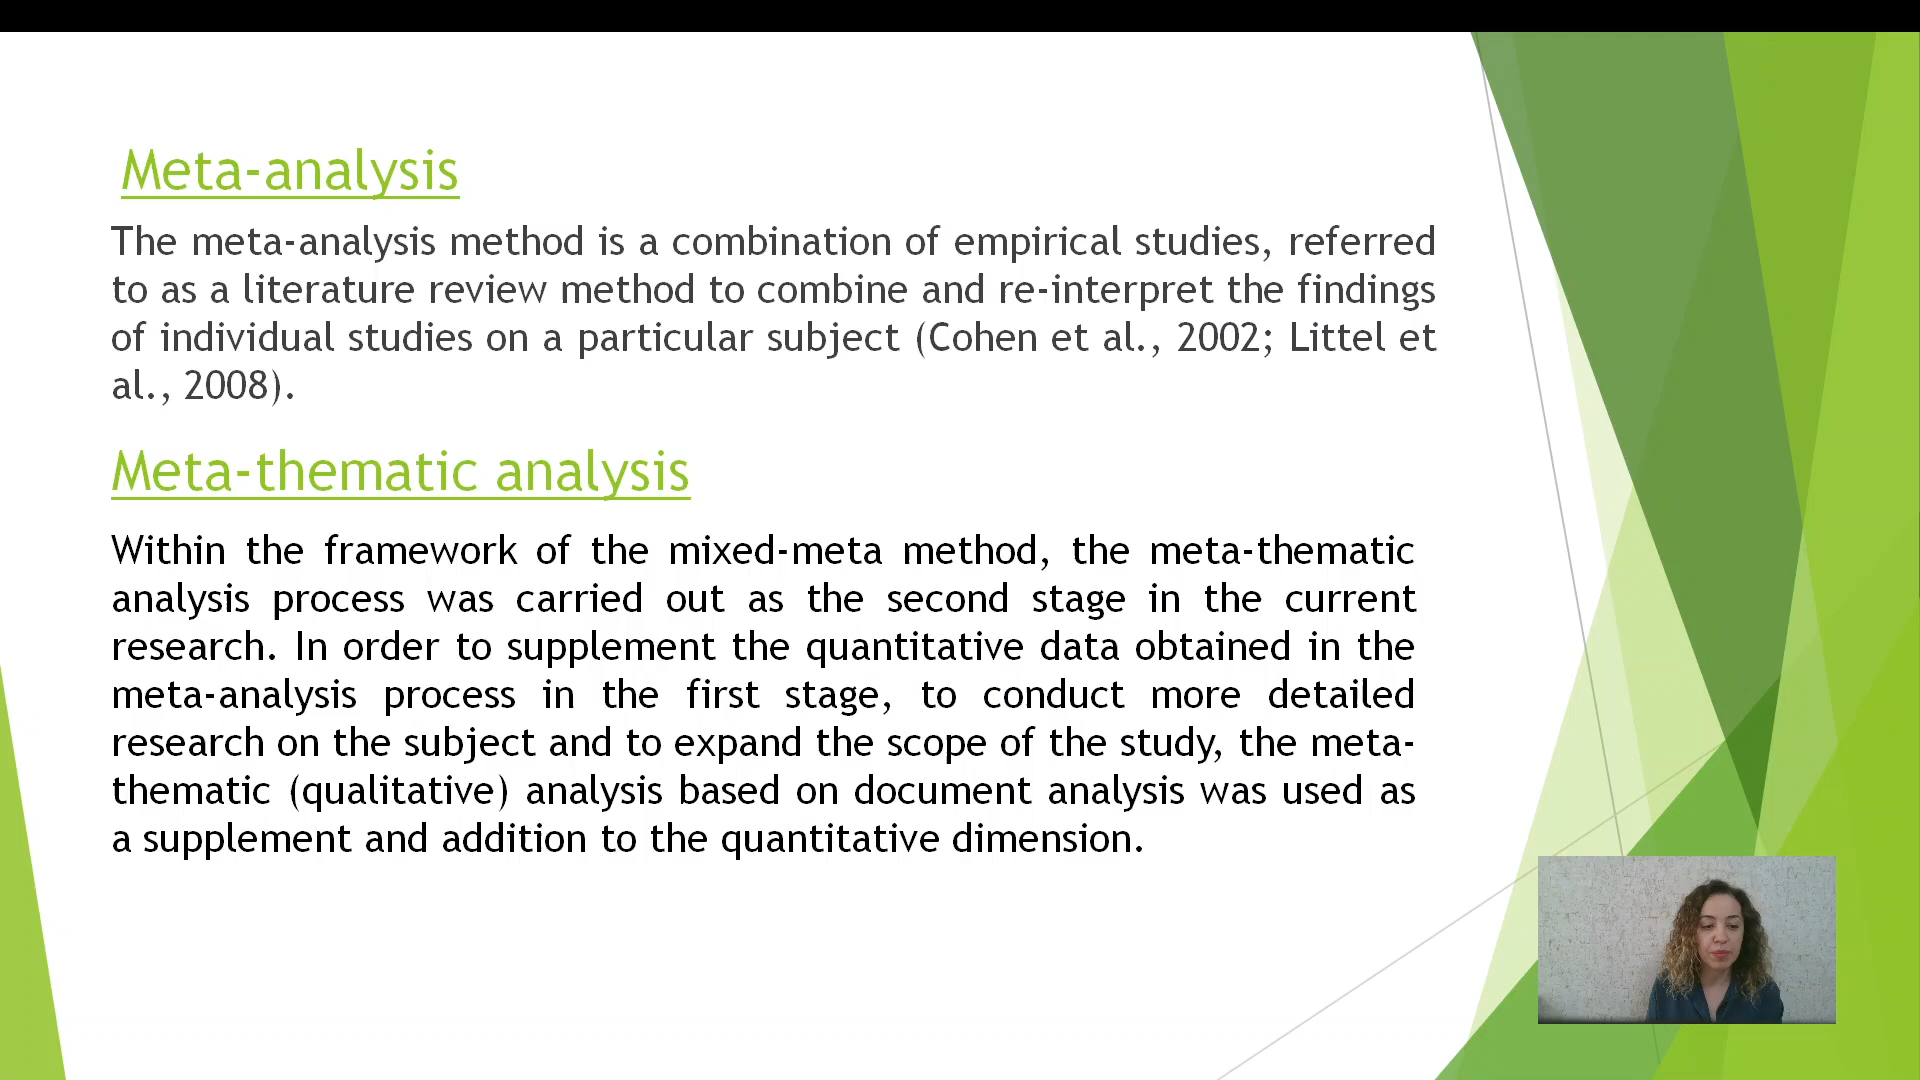 Meta-analysis
The meta-analysis method is a combination of empirical studies, referred
to as a literature review method to combine and re-interpret the findings
of individual studies on a particular subject (Cohen et al., 2002; Littel et
al., 2008).
Meta-thematic analysis
Within the framework of the mixed-meta method, the meta-thematic
analysis process was carried out as the second stage in the current
research. In order to supplement the quantitative data obtained in the
meta-analysis process in the first stage, to conduct more detailed
research on the subject and to expand the scope of the study, the meta-
thematic (qualitative) analysis based on document analysis was used as
a supplement and addition to the quantitative dimension.